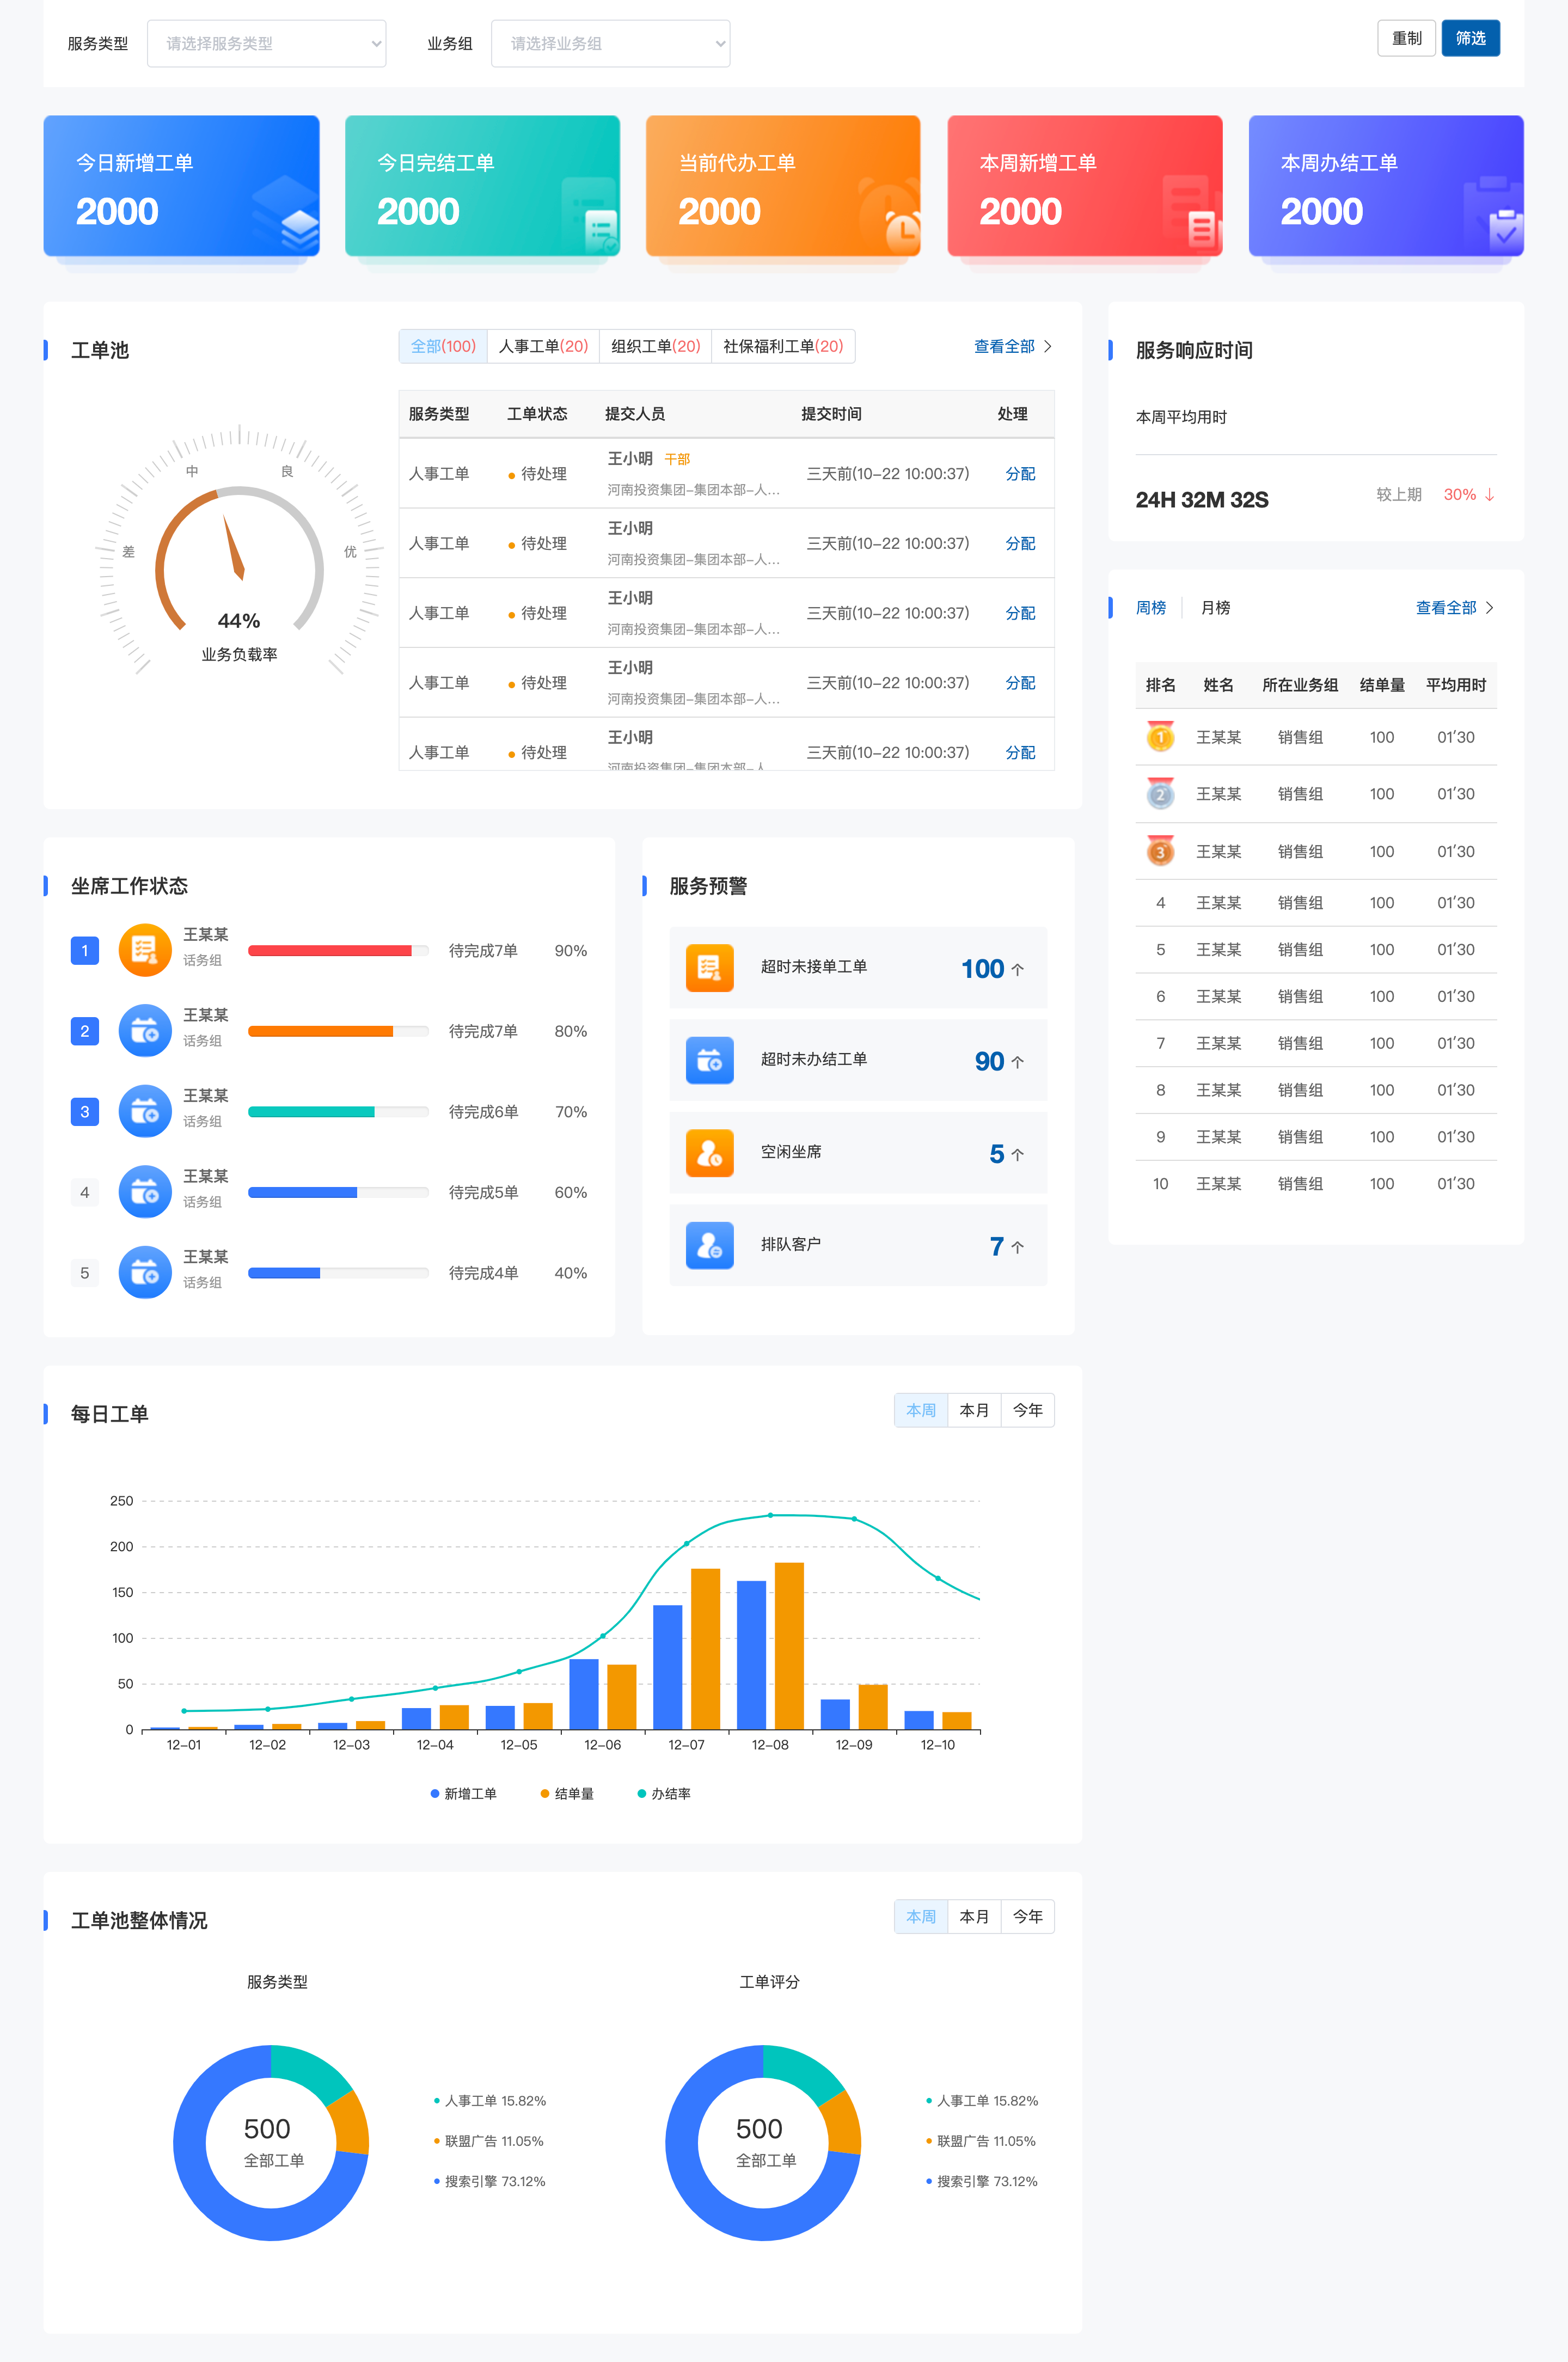 服务类型 请选择服务类型 业务组 请选择业务组 重制 筛选
今日新增工单 今日完结工单 当前代办工单 本周新增工单 本周办结工单
2000 2000 2000 2000 2000
工单池 全部(100) 人事工单(20) 组织工单(20) 社保福利工单(20) 查看全部
服务类型 工单状态 提交人员 提交时间 处理
人事工单 待处理 王小明 干部 三天前(10-22 10:00:37) 分配
河南投资集团-集团本部-人...
人事工单 待处理 王小明 三天前(10-22 10:00:37) 分配
河南投资集团-集团本部-人...
人事工单 待处理 王小明 三天前(10-22 10:00:37) 分配
河南投资集团-集团本部-人...
人事工单 待处理 王小明 三天前(10-22 10:00:37) 分配
河南投资集团-集团本部-人...
人事工单 待处理 王小明 三天前(10-22 10:00:37) 分配
河南投资集团-集团本部-人
差 中 良 优
44%
业务负载率
服务响应时间
本周平均用时
24H 32M 32S 较上期 30% ↓
周榜 月榜 查看全部
排名 姓名 所在业务组 结单量 平均用时
1 王某某 销售组 100 01'30
2 王某某 销售组 100 01'30
3 王某某 销售组 100 01'30
4 王某某 销售组 100 01'30
5 王某某 销售组 100 01'30
6 王某某 销售组 100 01'30
7 王某某 销售组 100 01'30
8 王某某 销售组 100 01'30
9 王某某 销售组 100 01'30
10 王某某 销售组 100 01'30
坐席工作状态
1 王某某 话务组 待完成7单 90%
2 王某某 话务组 待完成7单 80%
3 王某某 话务组 待完成6单 70%
4 王某某 话务组 待完成5单 60%
5 王某某 话务组 待完成4单 40%
服务预警
超时未接单工单 100 个
超时未办结工单 90 个
空闲坐席 5 个
排队客户 7 个
每日工单 本周 本月 今年
250
200
150
100
50
0
12-01 12-02 12-03 12-04 12-05 12-06 12-07 12-08 12-09 12-10
新增工单 结单量 办结率
工单池整体情况 本周 本月 今年
服务类型
500
全部工单
人事工单 15.82%
联盟广告 11.05%
搜索引擎 73.12%
工单评分
500
全部工单
人事工单 15.82%
联盟广告 11.05%
搜索引擎 73.12%